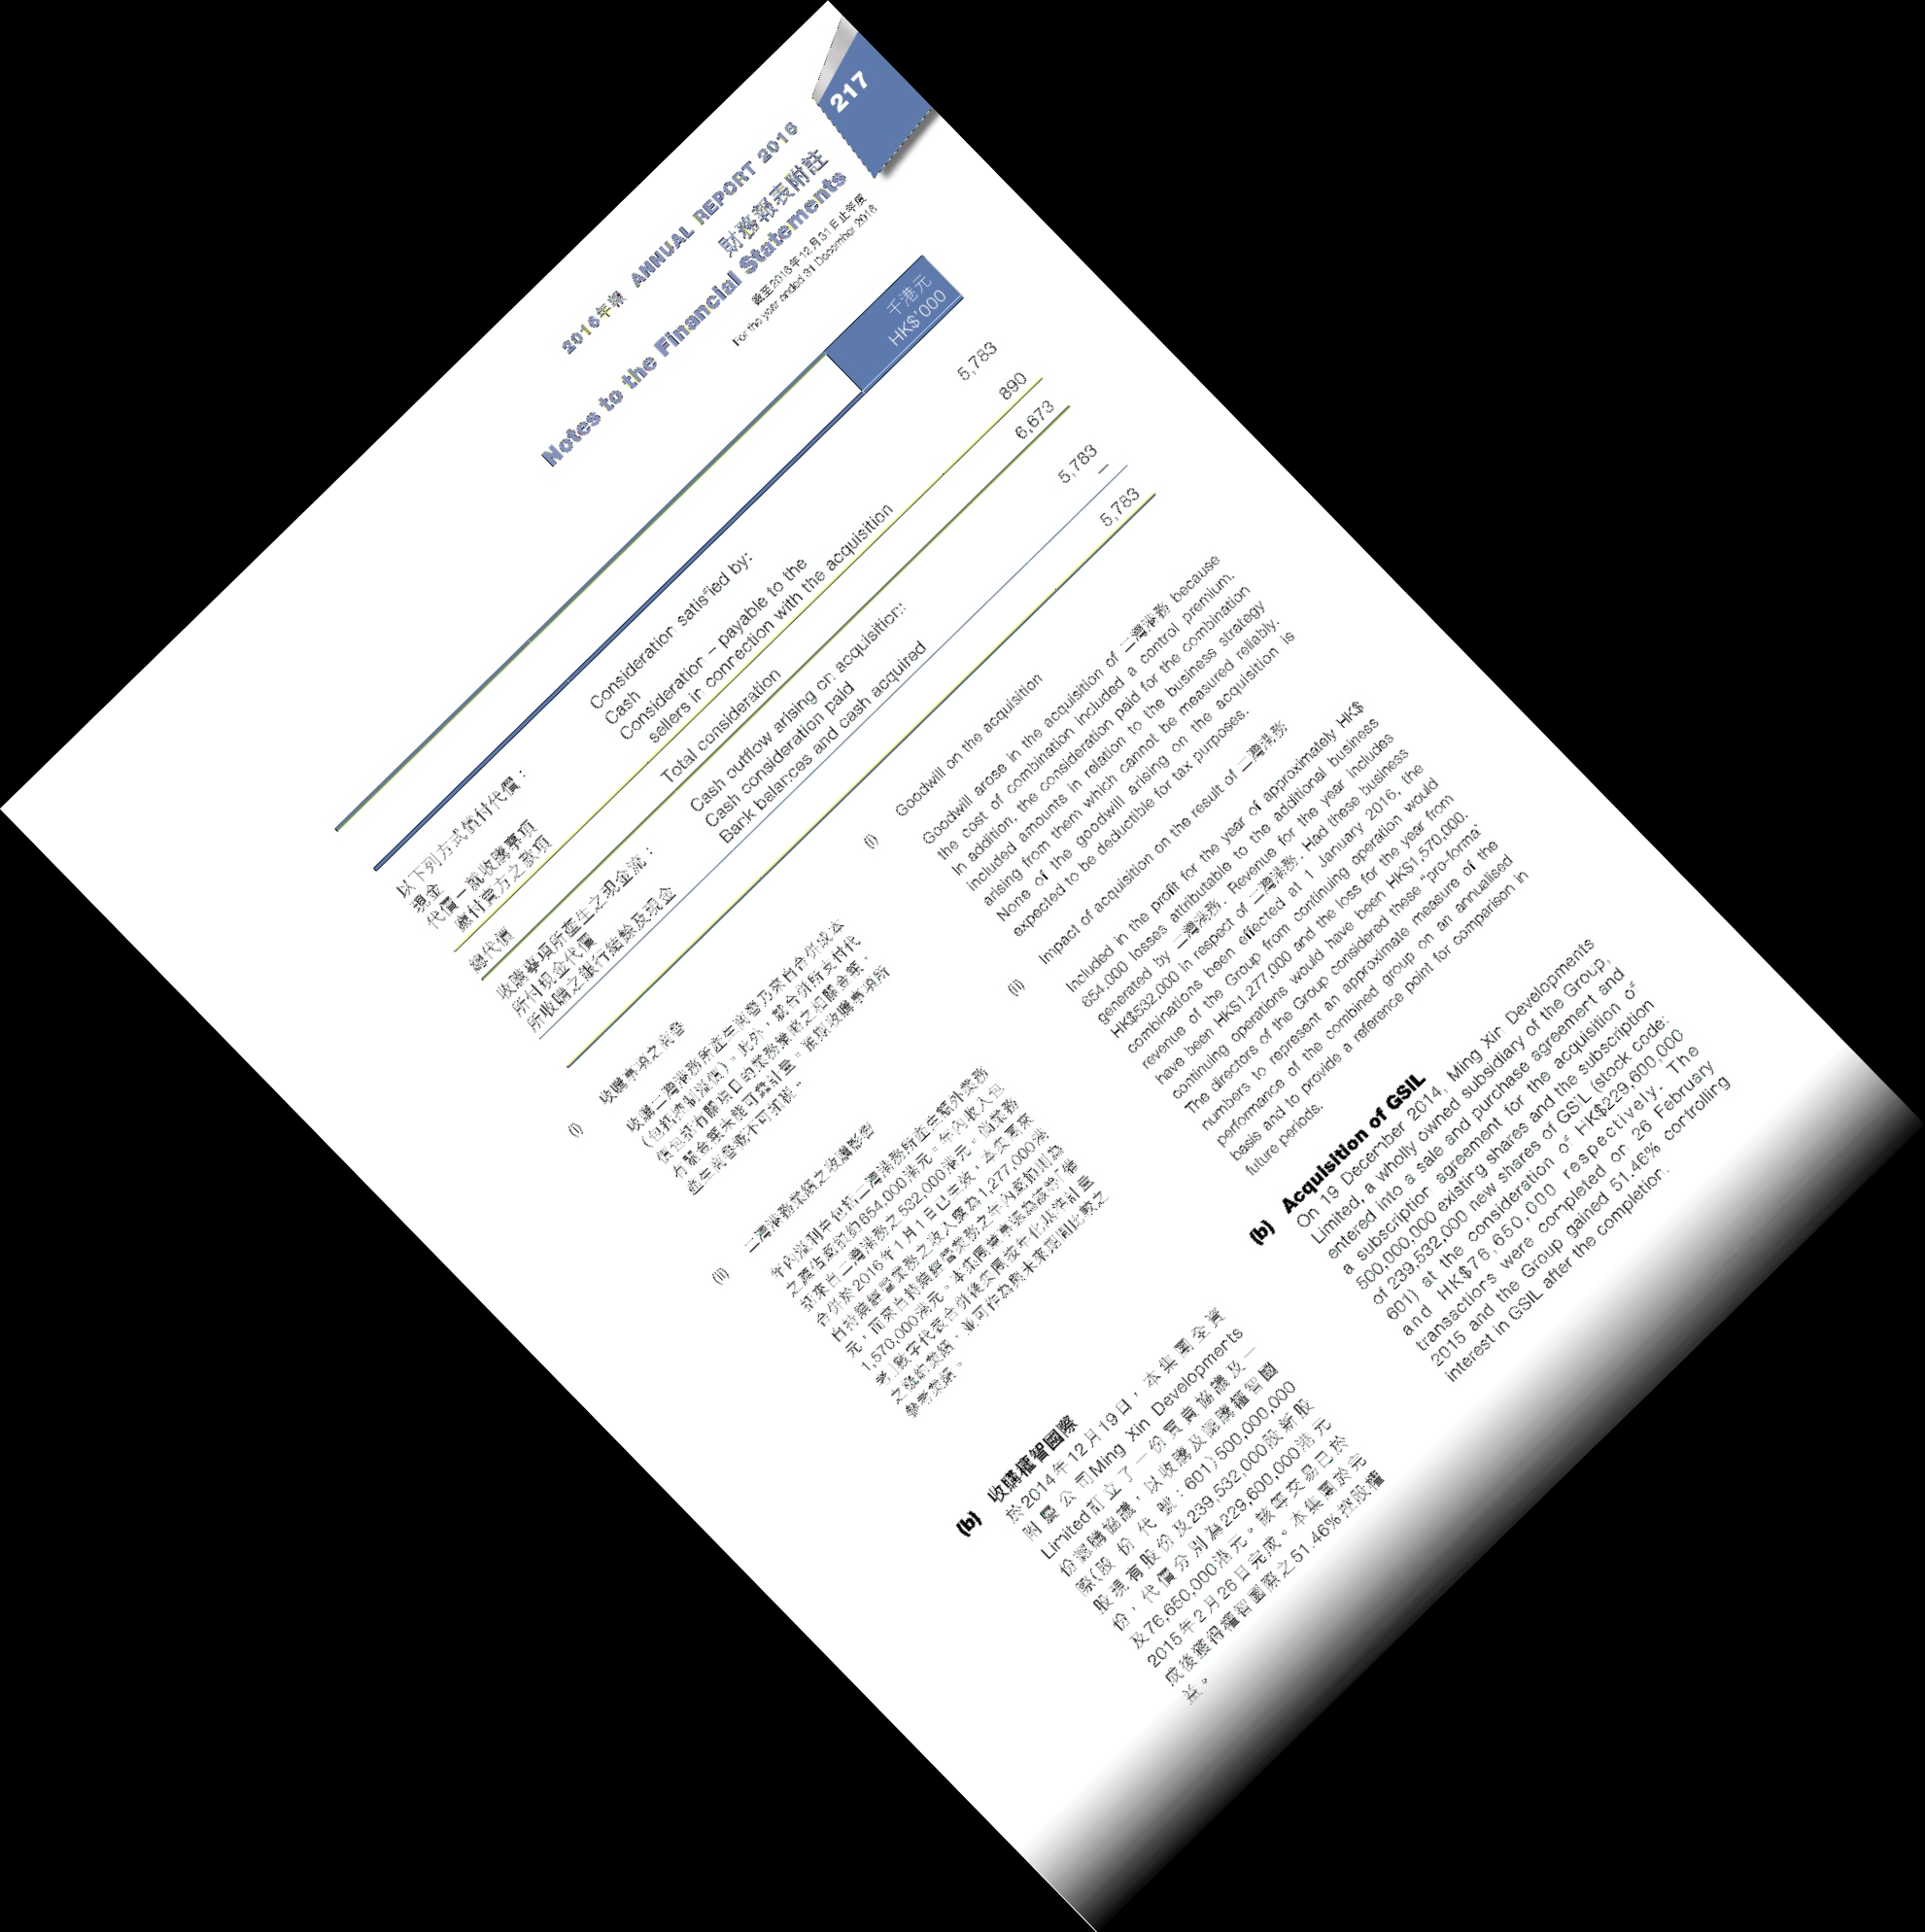 217
2016年報 ANNUAL REPORT 2016
財務報表附註
Notes to the Financial Statements
截至2016年12月31日止年度
For the year ended 31 December 2016
千港元
HK$'000
以下列方式償付代價： Consideration satisfied by:
現金 Cash 5,783
代價－就收購事項 Consideration – payable to the
應付賣方之款項 sellers in connection with the acquisition 890
總代價 Total consideration 6,673
收購事項所產生之現金流： Cash outflow arising on acquisition:
所付現金代價 Cash consideration paid 5,783
所收購之銀行結餘及現金 Bank balances and cash acquired –
5,783
(i) 收購事項之商譽
收購二灣港務所產生商譽乃來自合併成本
（包括控制溢價）。此外，就合併所支付代
價包括有關項目的業務策略之相關金額，
有關金額未能可靠計量。預期收購事項所
產生商譽概不可扣稅。
(ii) 二灣港務業績之收購影響
年內溢利中包括二灣港務所產生額外業務
之應佔虧損約654,000港元。年內收入包
括來自二灣港務之532,000港元。倘業務
合併於2016年1月1日已生效，本集團來
自持續經營業務之收入應為1,277,000港
元，而來自持續經營業務之年內虧損則為
1,570,000港元。本集團董事認為該等「備
考」數字代表合併後集團按年化基準計量
之概約業績，並可作為與未來期間比較之
參考業績。
(b) 收購權智國際
於2014年12月19日，本集團全資
附屬公司Ming Xin Developments
Limited訂立了一份買賣協議及一
份認購協議，以收購及認購權智國
際（股份代號：601）500,000,000
股現有股份及239,532,000股新股
份，代價分別為229,600,000港元
及76,650,000港元。該等交易已於
2015年2月26日完成。本集團於完
成後獲得權智國際之51.46%控股權
益。
(i) Goodwill on the acquisition
Goodwill arose in the acquisition of 二灣港務 because
the cost of combination included a control premium.
In addition, the consideration paid for the combination
included amounts in relation to the business strategy
arising from them which cannot be measured reliably.
None of the goodwill arising on the acquisition is
expected to be deductible for tax purposes.
(ii) Impact of acquisition on the result of 二灣港務
Included in the profit for the year of approximately HK$
654,000 losses attributable to the additional business
generated by 二灣港務. Revenue for the year includes
HK$532,000 in respect of 二灣港務. Had these business
combinations been effected at 1 January 2016, the
revenue of the Group from continuing operation would
have been HK$1,277,000 and the loss for the year from
continuing operations would have been HK$1,570,000.
The directors of the Group considered these "pro-forma'
numbers to represent an approximate measure of the
performance of the combined group on an annualised
basis and to provide a reference point for comparison in
future periods.
(b) Acquisition of GSIL
On 19 December 2014, Ming Xin Developments
Limited, a wholly owned subsidiary of the Group,
entered into a sale and purchase agreement and
a subscription agreement for the acquisition of
500,000,000 existing shares and the subscription
of 239,532,000 new shares of GSIL (stock code:
601) at the consideration of HK$229,600,000
and HK$76,650,000 respectively. The
transactions were completed on 26 February
2015 and the Group gained 51.46% controlling
interest in GSIL after the completion.